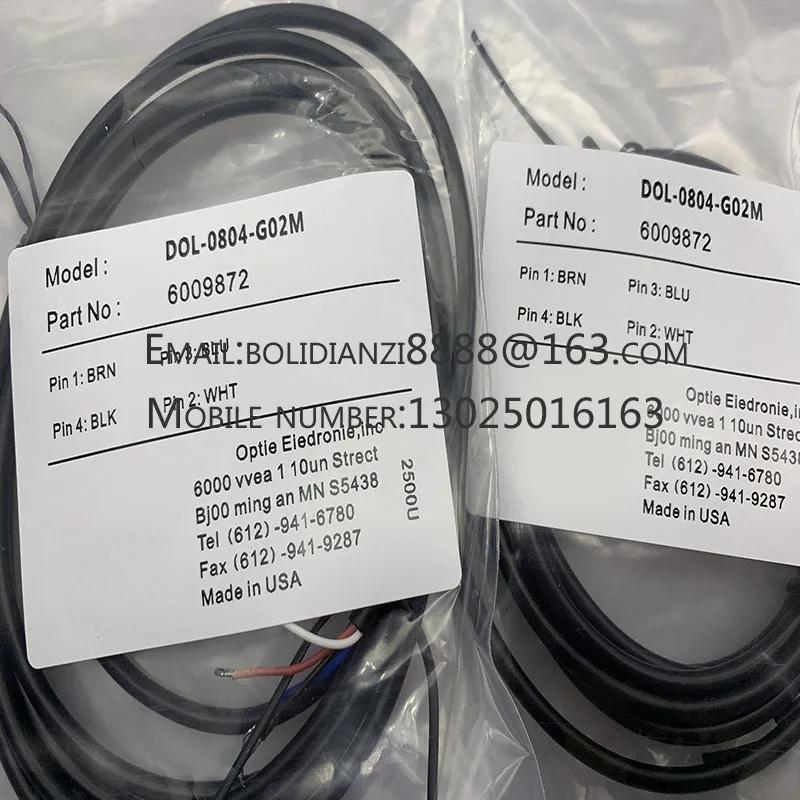 Model : DOL-0804-G02M
Part No : 6009872
Pin 1: BRN Pin 3: BLU
Pin 4: BLK Pin 2: WHT
Optie Eiedronie,inc
6000 vvea 1 10un Strect
Bj00 ming an MN S5438
Tel (612) -941-6780
Fax (612) -941-9287
Made in USA
2500U
Model : DOL-0804-G02M
Part No : 6009872
Pin 1: BRN Pin 3: BLU
Pin 4: BLK Pin 2: WHT
Optie Eiedronie,
6000 vvea 1 10un Strect
Bj00 ming an MN S5438
Tel (612) -941-6780
Fax (612) -941-9287
Made in USA
Email:bolidianzi8888@163.com
Mobile number:13025016163